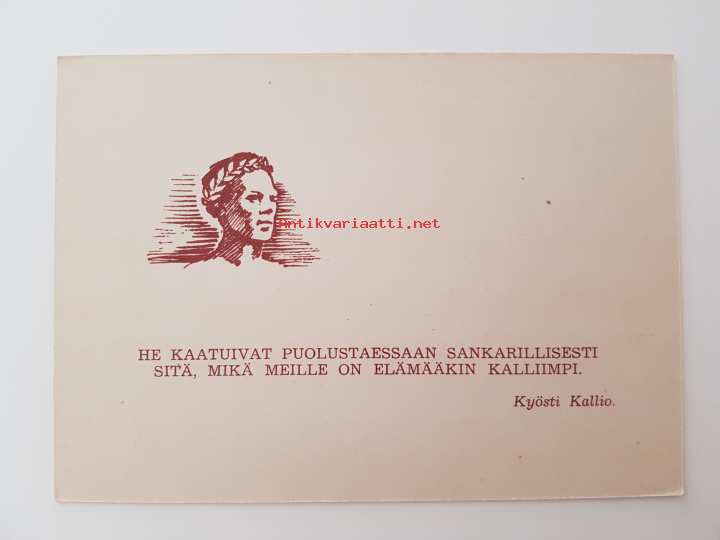 antikvariaatti.net
HE KAATUIVAT PUOLUSTAESSAAN SANKARILLISESTI
SITÄ, MIKÄ MEILLE ON ELÄMÄÄKIN KALLIIMPI.
Kyösti Kallio.